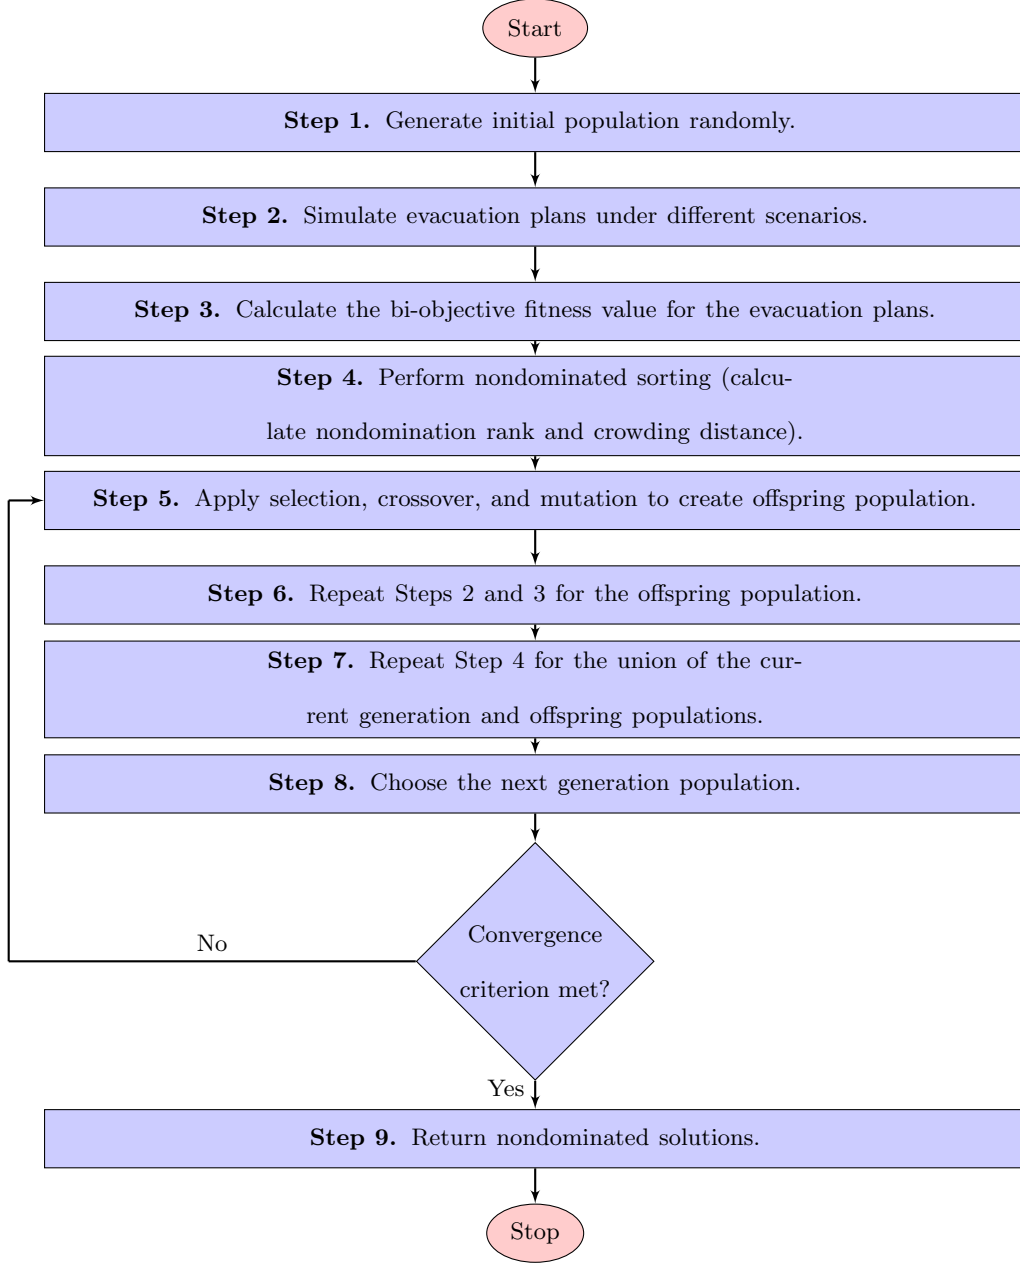 Start
Step 1. Generate initial population randomly.
Step 2. Simulate evacuation plans under different scenarios.
Step 3. Calculate the bi-objective fitness value for the evacuation plans.
Step 4. Perform nondominated sorting (calcu-
late nondomination rank and crowding distance).
Step 5. Apply selection, crossover, and mutation to create offspring population.
Step 6. Repeat Steps 2 and 3 for the offspring population.
Step 7. Repeat Step 4 for the union of the cur-
rent generation and offspring populations.
Step 8. Choose the next generation population.
Convergence
criterion met?
No
Yes
Step 9. Return nondominated solutions.
Stop